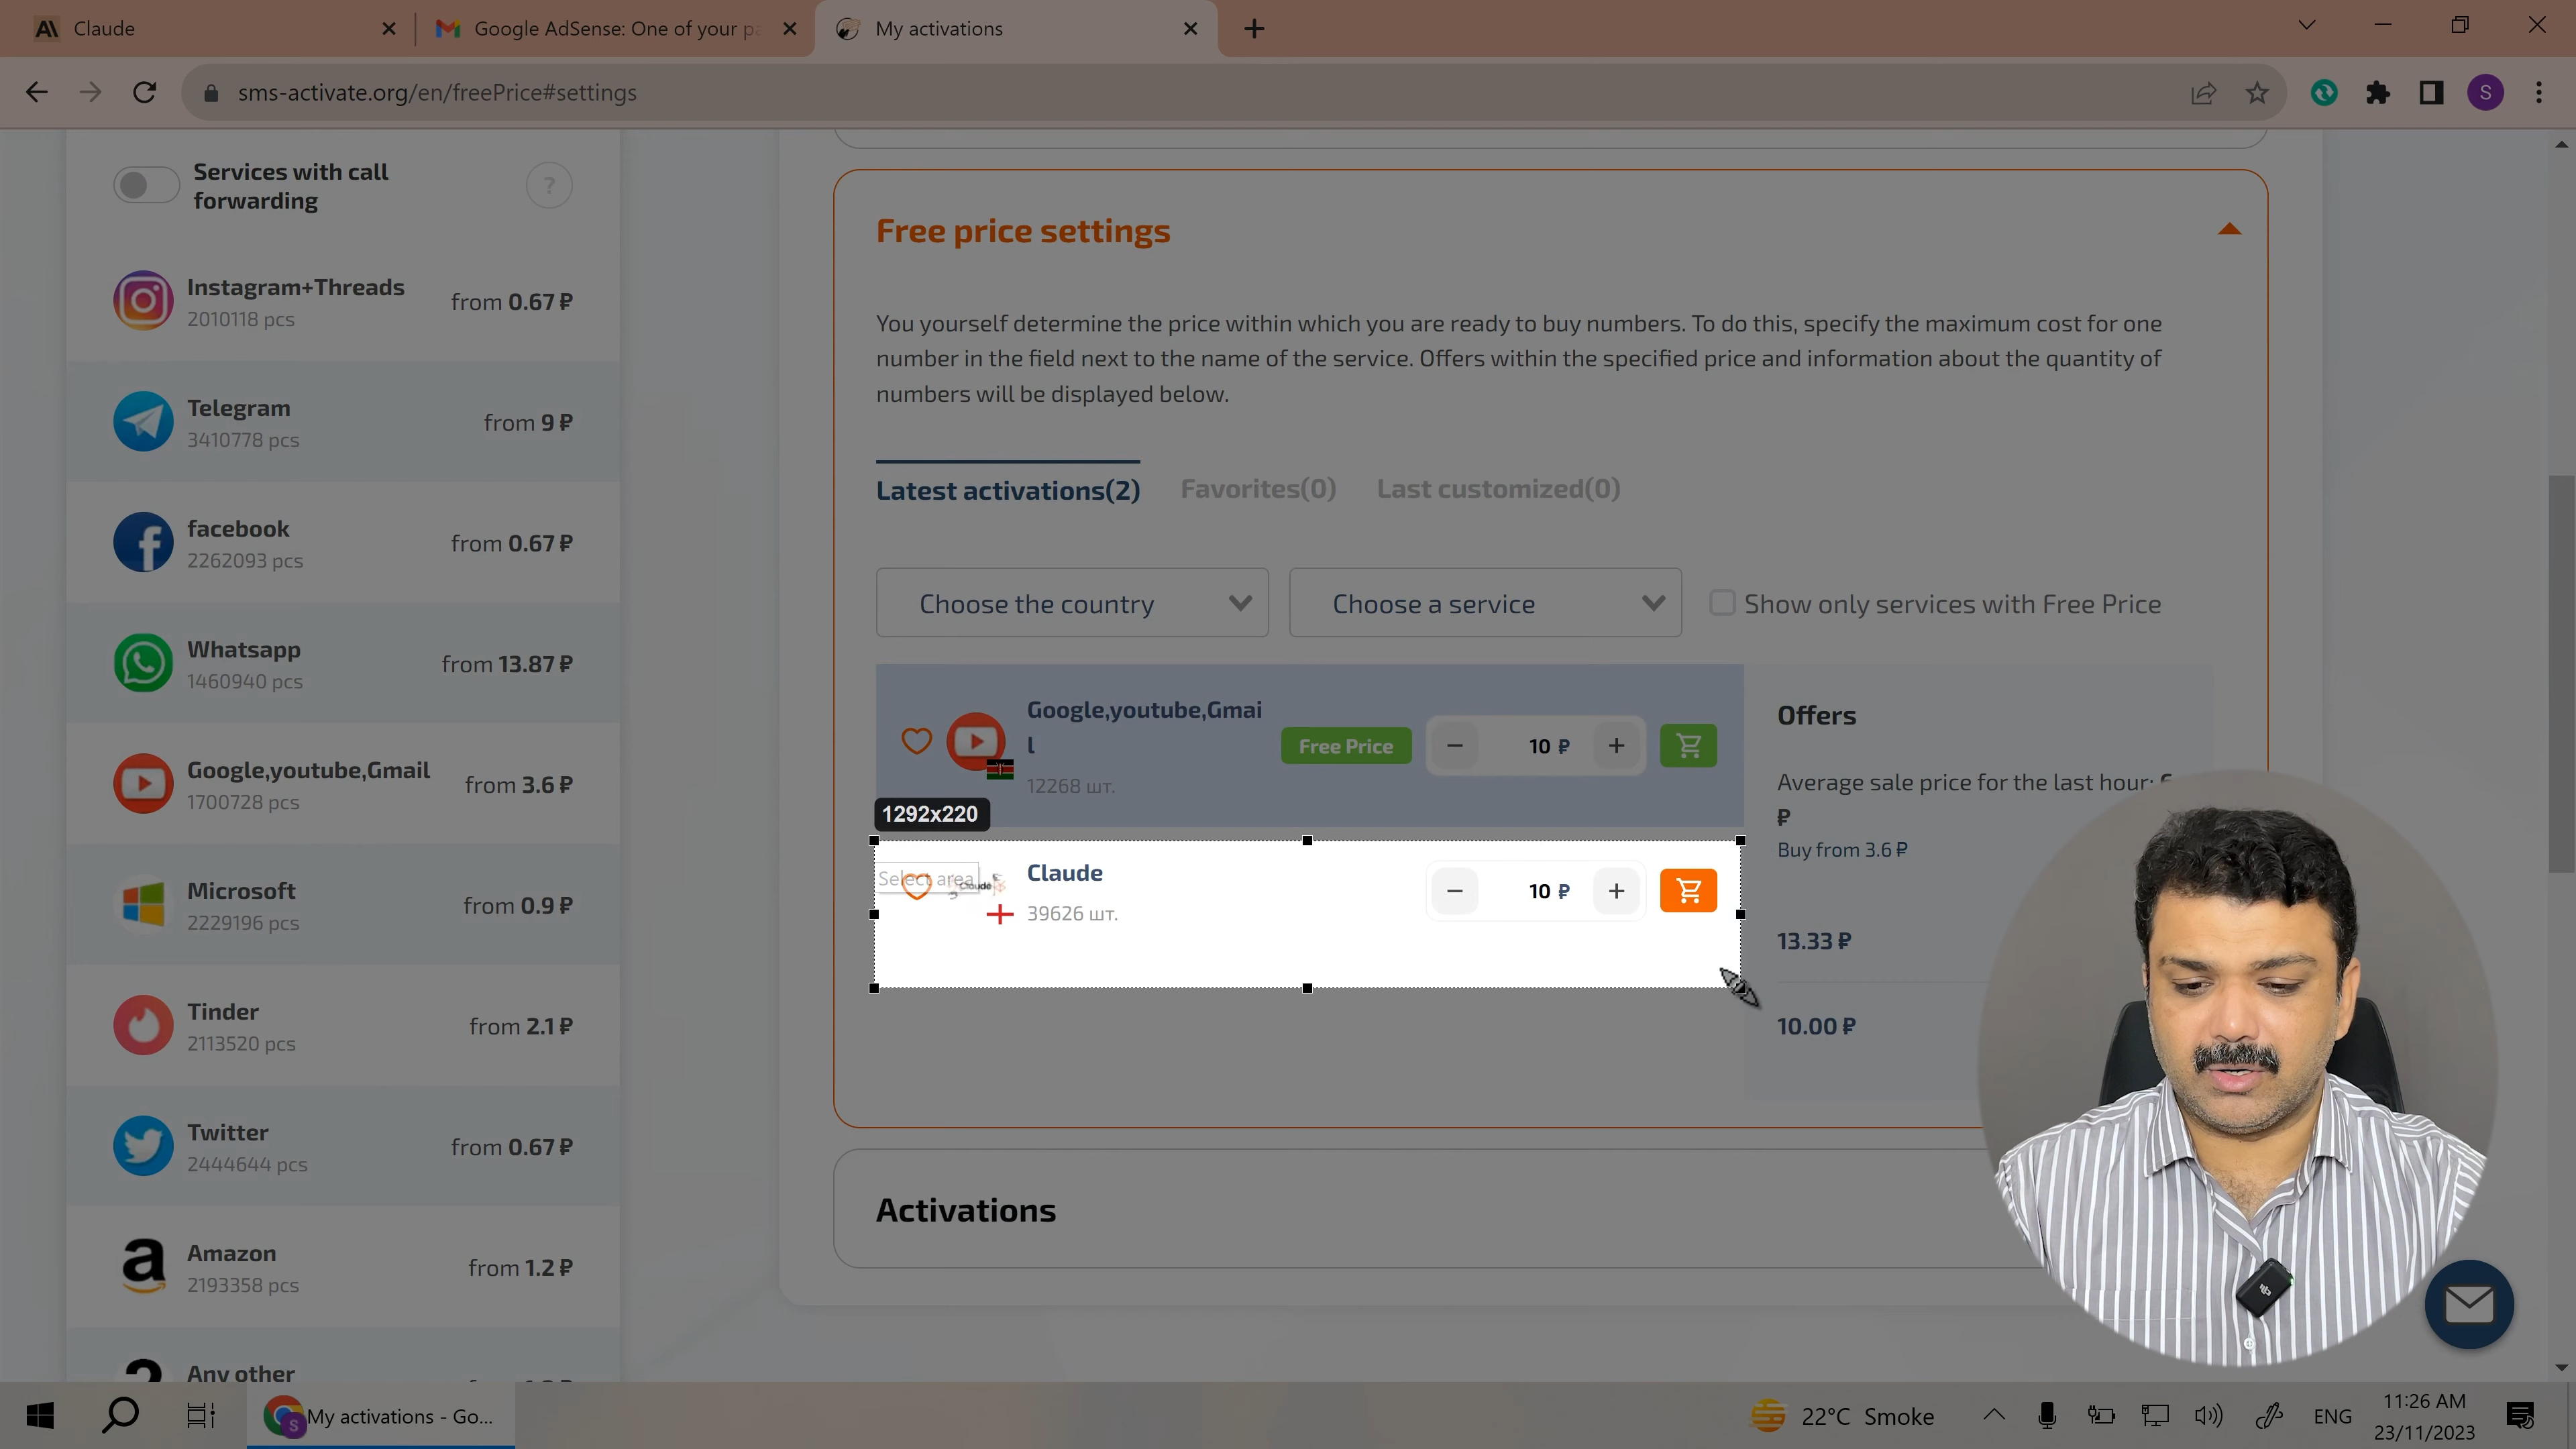 Claude
Google AdSense: One of your pa
My activations
sms-activate.org/en/freePrice#settings
S
Services with call
forwarding
?
Instagram+Threads
2010118 pcs
from 0.67 ₽
Telegram
3410778 pcs
from 9 ₽
facebook
2262093 pcs
from 0.67 ₽
Whatsapp
1460940 pcs
from 13.87 ₽
Google,youtube,Gmail
1700728 pcs
from 3.6 ₽
Microsoft
2229196 pcs
from 0.9 ₽
Tinder
2113520 pcs
from 2.1 ₽
Twitter
2444644 pcs
from 0.67 ₽
Amazon
2193358 pcs
from 1.2 ₽
Any other
Free price settings
You yourself determine the price within which you are ready to buy numbers. To do this, specify the maximum cost for one
number in the field next to the name of the service. Offers within the specified price and information about the quantity of
numbers will be displayed below.
Latest activations(2)
Favorites(0)
Last customized(0)
Choose the country
Choose a service
Show only services with Free Price
Google,youtube,Gmai
l
12268 шт.
Free Price
10 ₽
1292x220
Select area
Claude
Claude
39626 шт.
10 ₽
Offers
Average sale price for the last hour:
₽
Buy from 3.6 ₽
13.33 ₽
10.00 ₽
Activations
My activations - Go...
22°C Smoke
ENG
11:26 AM
23/11/2023